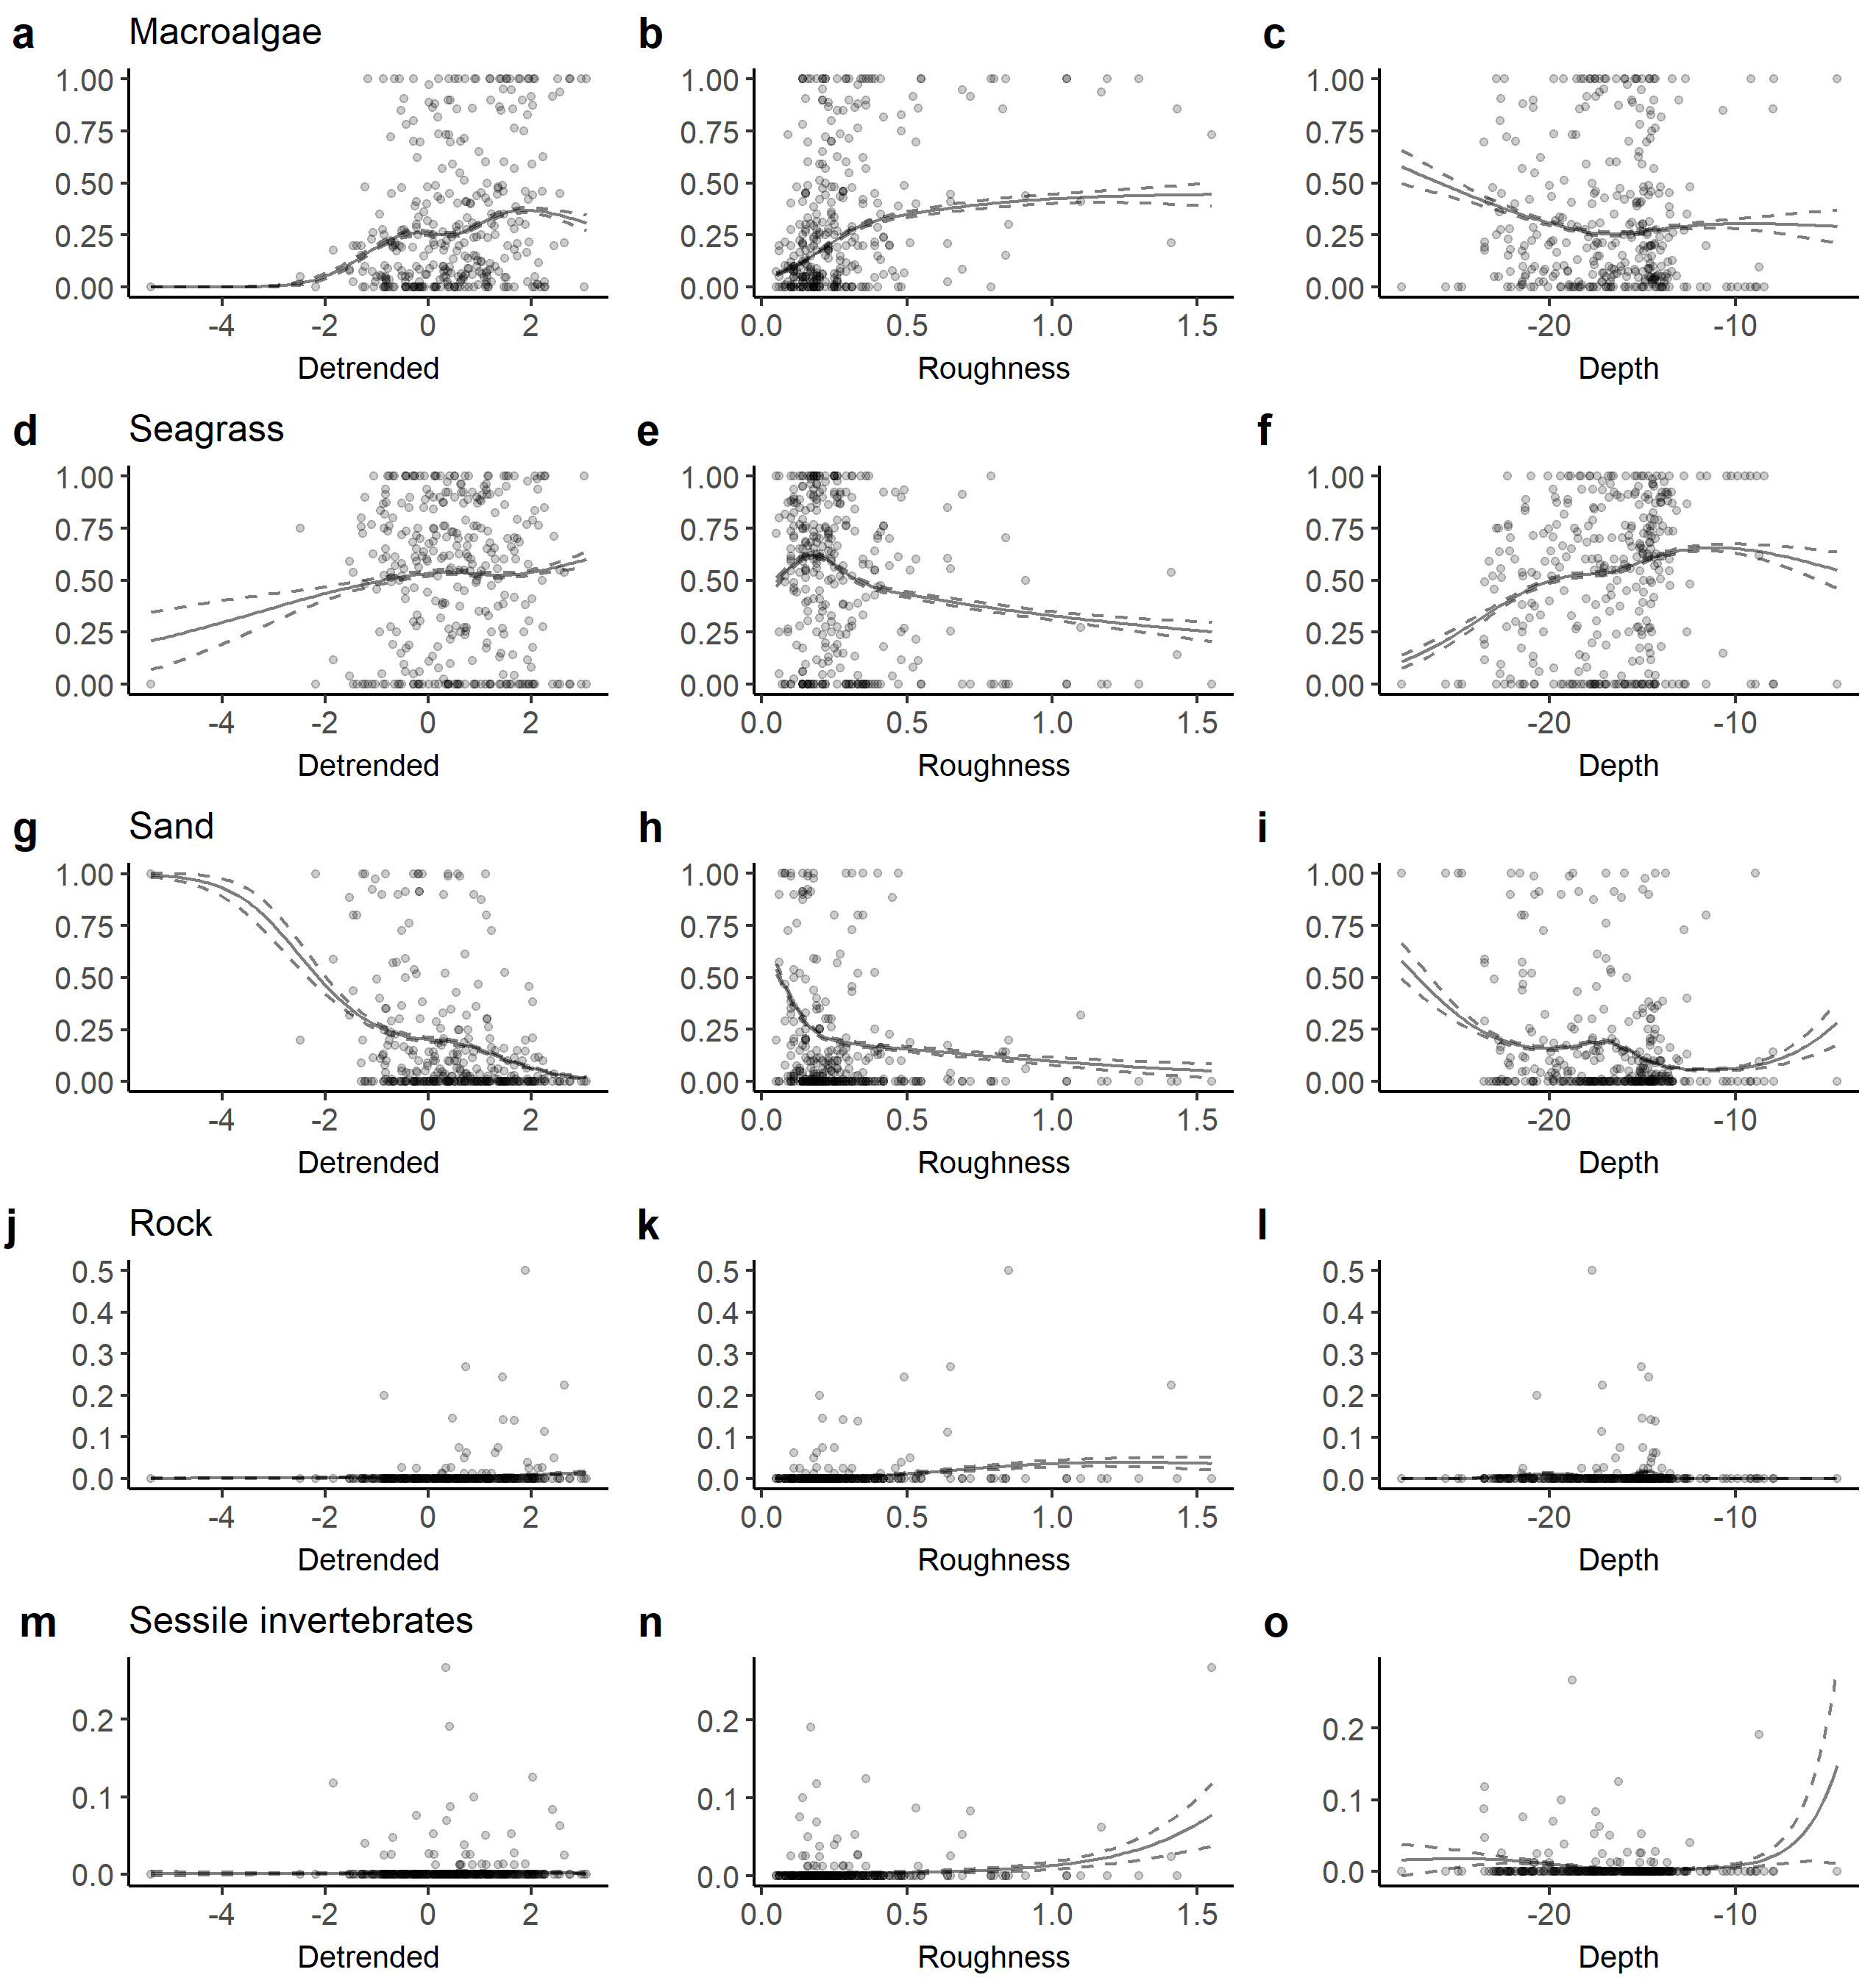 a Macroalgae b c
1.00 1.00 1.00
0.75 0.75 0.75
0.50 0.50 0.50
0.25 0.25 0.25
0.00 0.00 0.00
-4 -2 0 2 0.0 0.5 1.0 1.5 -20 -10
Detrended Roughness Depth
d Seagrass e f
1.00 1.00 1.00
0.75 0.75 0.75
0.50 0.50 0.50
0.25 0.25 0.25
0.00 0.00 0.00
-4 -2 0 2 0.0 0.5 1.0 1.5 -20 -10
Detrended Roughness Depth
g Sand h i
1.00 1.00 1.00
0.75 0.75 0.75
0.50 0.50 0.50
0.25 0.25 0.25
0.00 0.00 0.00
-4 -2 0 2 0.0 0.5 1.0 1.5 -20 -10
Detrended Roughness Depth
j Rock k l
0.5 0.5 0.5
0.4 0.4 0.4
0.3 0.3 0.3
0.2 0.2 0.2
0.1 0.1 0.1
0.0 0.0 0.0
-4 -2 0 2 0.0 0.5 1.0 1.5 -20 -10
Detrended Roughness Depth
m Sessile invertebrates n o
0.2 0.2 0.2
0.1 0.1 0.1
0.0 0.0 0.0
-4 -2 0 2 0.0 0.5 1.0 1.5 -20 -10
Detrended Roughness Depth